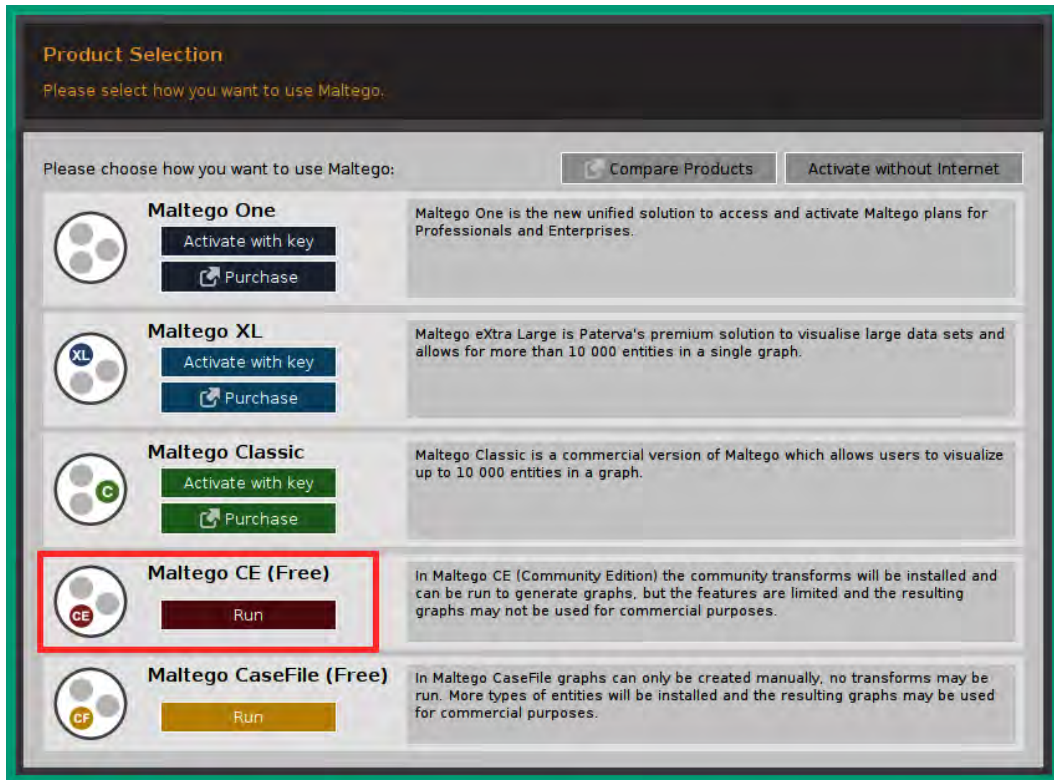 Product Selection
Please select how you want to use Maltego.
Please choose how you want to use Maltego:
Compare Products
Activate without Internet
Maltego One
Activate with key
Purchase
Maltego One is the new unified solution to access and activate Maltego plans for
Professionals and Enterprises.
XL
Maltego XL
Activate with key
Purchase
Maltego eXtra Large is Paterva's premium solution to visualise large data sets and
allows for more than 10 000 entities in a single graph.
C
Maltego Classic
Activate with key
Purchase
Maltego Classic is a commercial version of Maltego which allows users to visualize
up to 10 000 entities in a graph.
CE
Maltego CE (Free)
Run
In Maltego CE (Community Edition) the community transforms will be installed and
can be run to generate graphs, but the features are limited and the resulting
graphs may not be used for commercial purposes.
CF
Maltego CaseFile (Free)
Run
In Maltego CaseFile graphs can only be created manually, no transforms may be
run. More types of entities will be installed and the resulting graphs may be used
for commercial purposes.